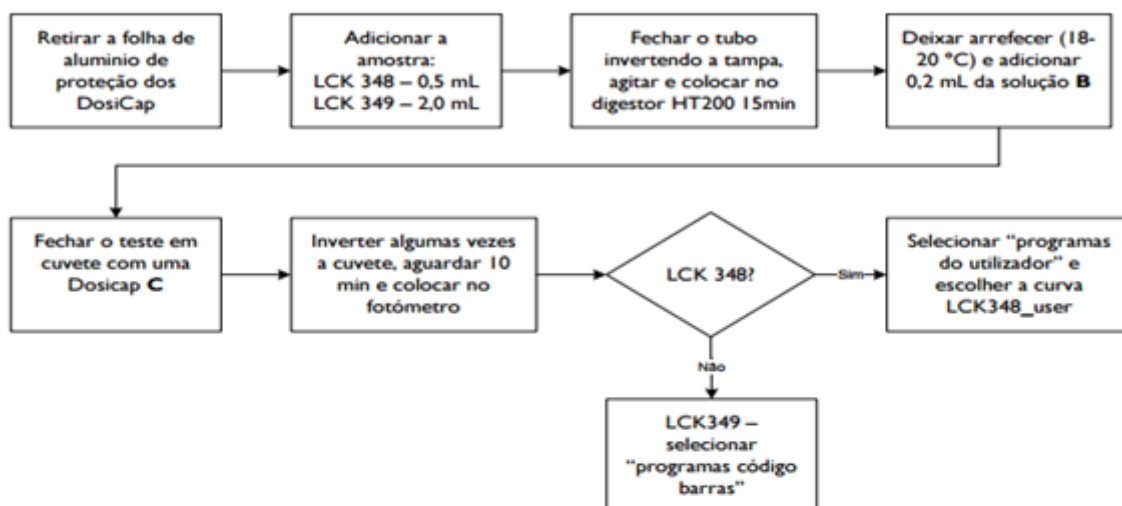 Retirar a folha de
aluminio de
proteção dos
DosiCap
Adicionar a
amostra:
LCK 348 – 0,5 mL
LCK 349 – 2,0 mL
Fechar o tubo
invertendo a tampa,
agitar e colocar no
digestor HT200 15min
Deixar arrefecer (18-
20 °C) e adicionar
0,2 mL da solução B
Fechar o teste em
cuvete com uma
Dosicap C
Inverter algumas vezes
a cuvete, aguardar 10
min e colocar no
fotómetro
LCK 348?
Sim
Selecionar “programas
do utilizador” e
escolher a curva
LCK348_user
Não
LCK349 –
selecionar
“programas código
barras”